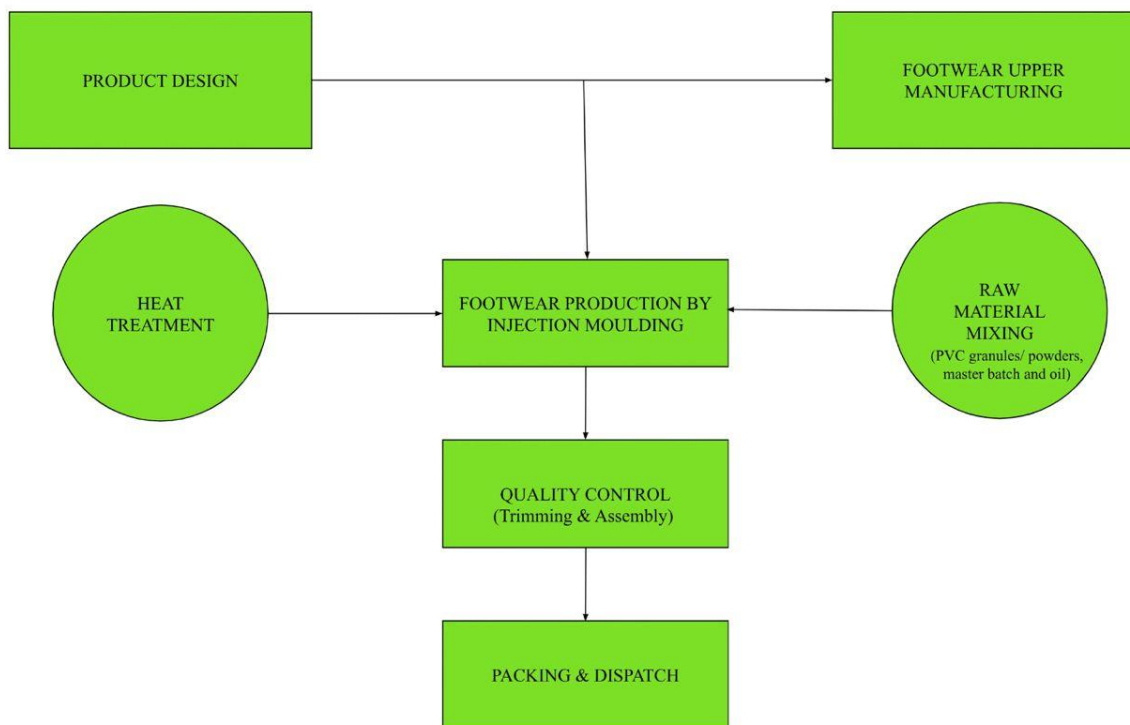 PRODUCT DESIGN
FOOTWEAR UPPER
MANUFACTURING
HEAT
TREATMENT
FOOTWEAR PRODUCTION BY
INJECTION MOULDING
RAW
MATERIAL
MIXING
(PVC granules/ powders,
master batch and oil)
QUALITY CONTROL
(Trimming & Assembly)
PACKING & DISPATCH